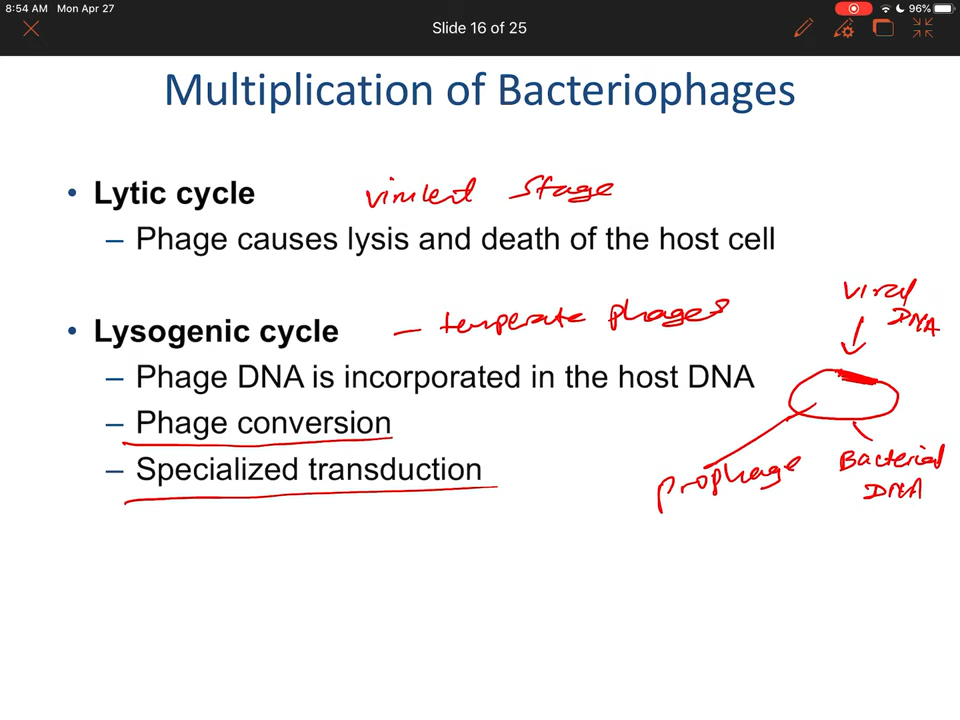 8:54 AM Mon Apr 27
96%
Slide 16 of 25
Multiplication of Bacteriophages
• Lytic cycle virulent stage
– Phage causes lysis and death of the host cell
viral DNA
• Lysogenic cycle – temperate phages
– Phage DNA is incorporated in the host DNA
– Phage conversion
– Specialized transduction
prophage
Bacterial DNA